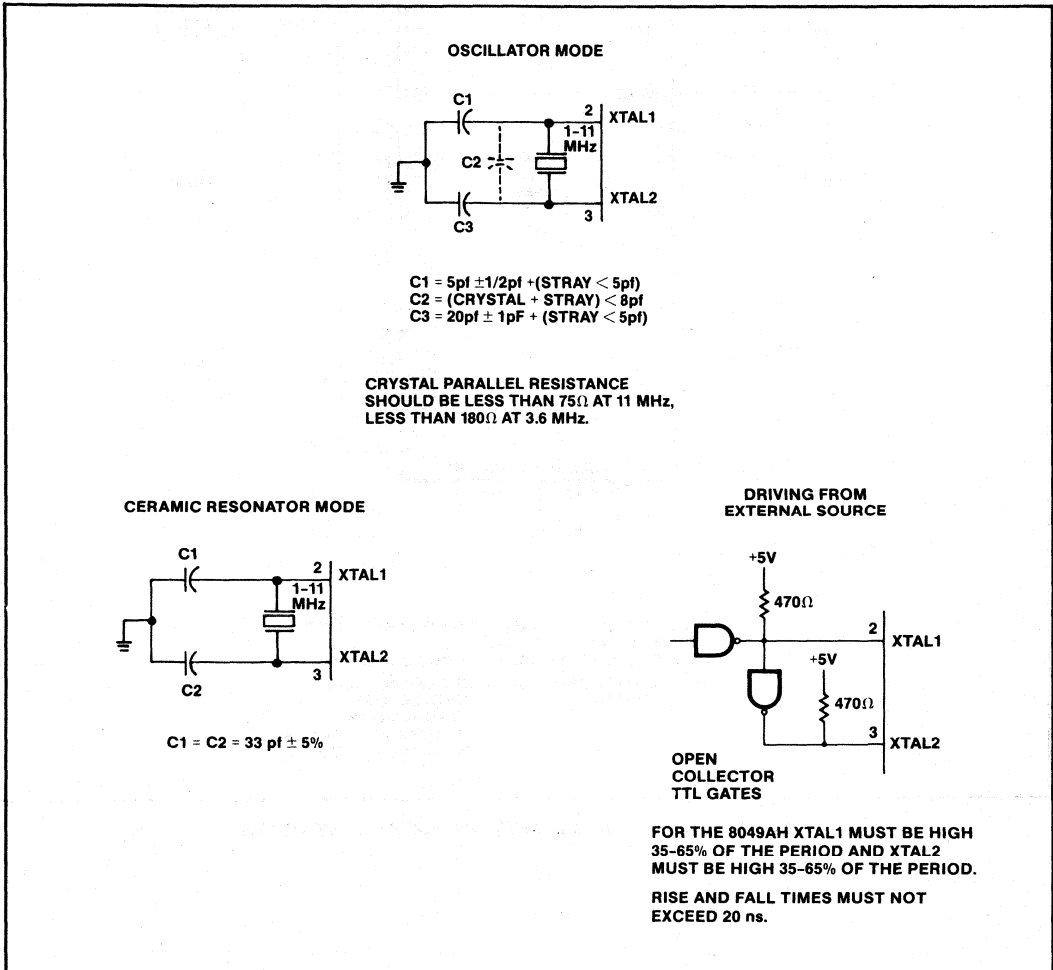 OSCILLATOR MODE
C1
2
XTAL1
1–11
MHz
C2
XTAL2
3
C3
C1 = 5pf ±1/2pf +(STRAY < 5pf)
C2 = (CRYSTAL + STRAY) < 8pf
C3 = 20pf ± 1pF + (STRAY < 5pf)
CRYSTAL PARALLEL RESISTANCE
SHOULD BE LESS THAN 75Ω AT 11 MHz,
LESS THAN 180Ω AT 3.6 MHz.
CERAMIC RESONATOR MODE
C1
2
XTAL1
1–11
MHz
XTAL2
3
C2
C1 = C2 = 33 pf ± 5%
DRIVING FROM
EXTERNAL SOURCE
+5V
470Ω
2
XTAL1
+5V
470Ω
3
XTAL2
OPEN
COLLECTOR
TTL GATES
FOR THE 8049AH XTAL1 MUST BE HIGH
35–65% OF THE PERIOD AND XTAL2
MUST BE HIGH 35–65% OF THE PERIOD.
RISE AND FALL TIMES MUST NOT
EXCEED 20 ns.